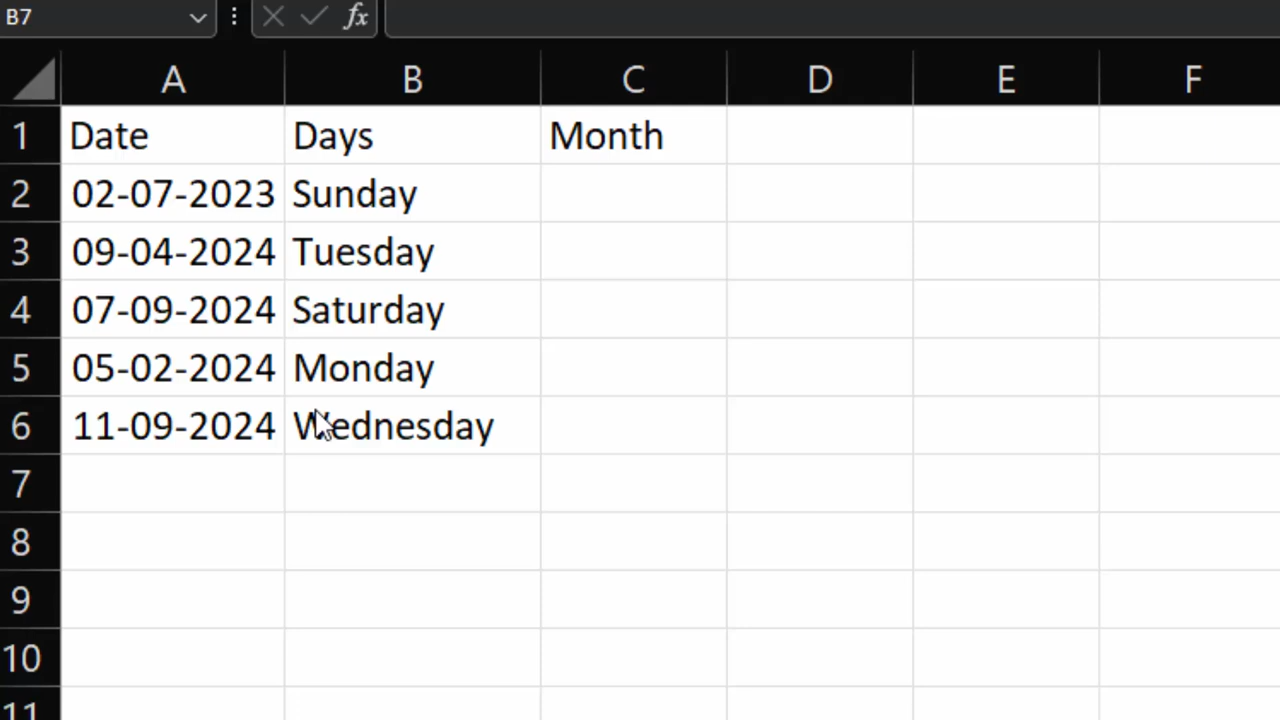 B7 fx
A B C D E F
1 Date Days Month
2 02-07-2023 Sunday
3 09-04-2024 Tuesday
4 07-09-2024 Saturday
5 05-02-2024 Monday
6 11-09-2024 Wednesday
7
8
9
10
11